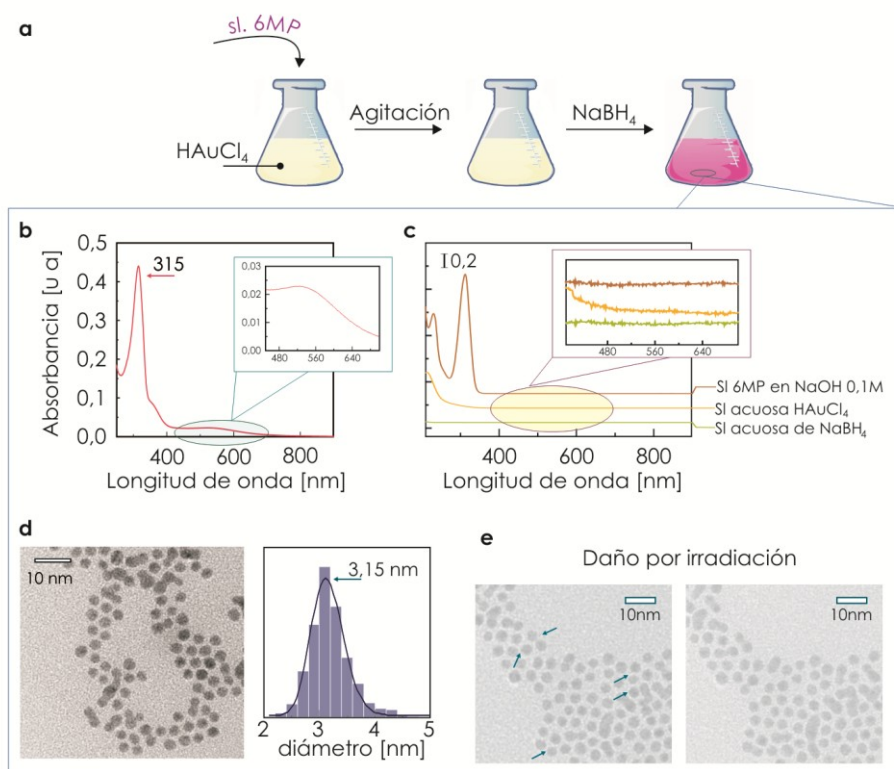 a
sl. 6MP
HAuCl₄
Agitación
NaBH₄
b
0,5
0,4
0,3
0,2
0,1
0,0
Absorbancia [u a]
315
0,03
0,02
0,01
0,00
480 560 640
200 400 600 800
Longitud de onda [nm]
c
I0,2
480 560 640
Sl 6MP en NaOH 0,1M
Sl acuosa HAuCl₄
Sl acuosa de NaBH₄
400 600 800
Longitud de onda [nm]
d
10 nm
3,15 nm
2 3 4 5
diámetro [nm]
e
Daño por irradiación
10nm
10nm